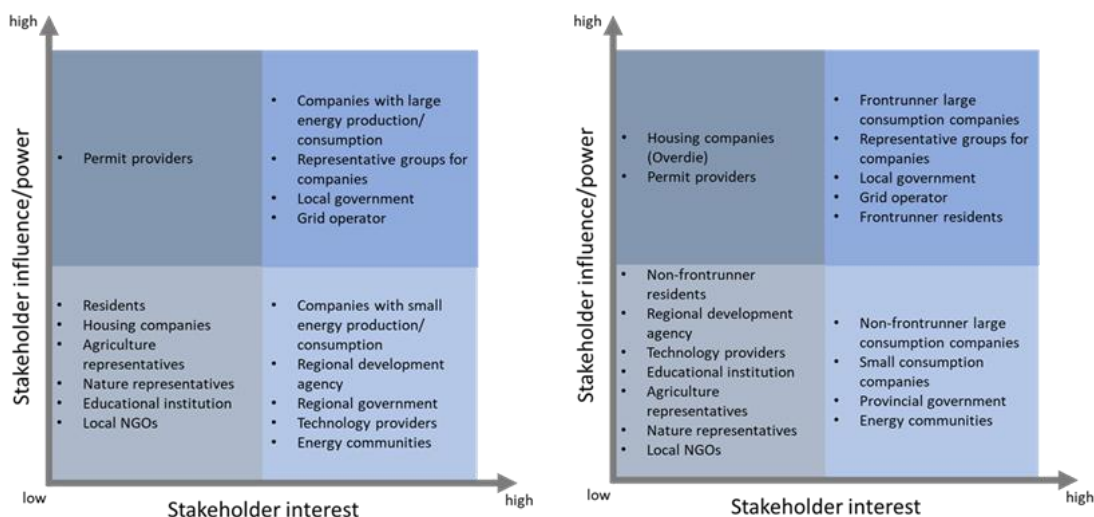 high
Stakeholder influence/power
• Permit providers
• Companies with large
energy production/
consumption
• Representative groups for
companies
• Local government
• Grid operator
• Residents
• Housing companies
• Agriculture
representatives
• Nature representatives
• Educational institution
• Local NGOs
• Companies with small
energy production/
consumption
• Regional development
agency
• Regional government
• Technology providers
• Energy communities
low
Stakeholder interest
high
high
Stakeholder influence/power
• Housing companies
(Overdie)
• Permit providers
• Frontrunner large
consumption companies
• Representative groups for
companies
• Local government
• Grid operator
• Frontrunner residents
• Non-frontrunner
residents
• Regional development
agency
• Technology providers
• Educational institution
• Agriculture
representatives
• Nature representatives
• Local NGOs
• Non-frontrunner large
consumption companies
• Small consumption
companies
• Provincial government
• Energy communities
low
Stakeholder interest
high